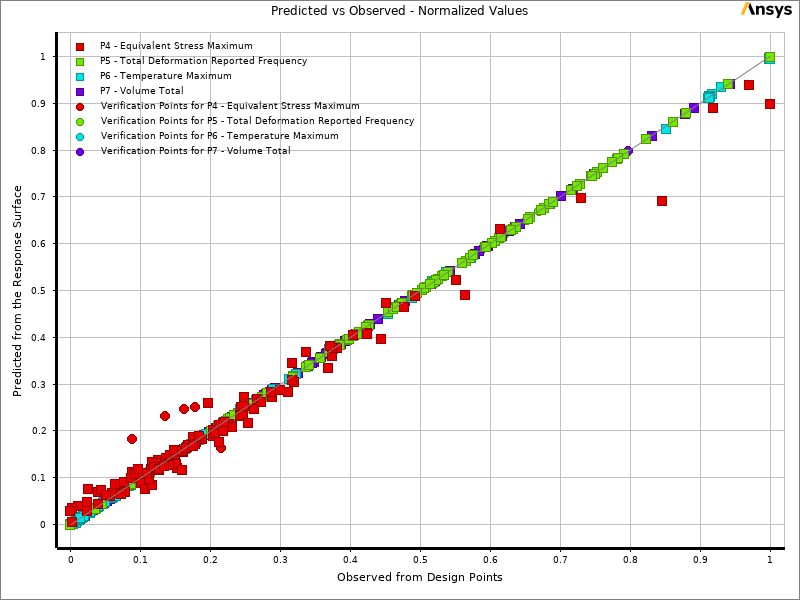 Predicted vs Observed - Normalized Values
Ansys
P4 - Equivalent Stress Maximum
P5 - Total Deformation Reported Frequency
P6 - Temperature Maximum
P7 - Volume Total
Verification Points for P4 - Equivalent Stress Maximum
Verification Points for P5 - Total Deformation Reported Frequency
Verification Points for P6 - Temperature Maximum
Verification Points for P7 - Volume Total
Predicted from the Response Surface
1
0.9
0.8
0.7
0.6
0.5
0.4
0.3
0.2
0.1
0
0 0.1 0.2 0.3 0.4 0.5 0.6 0.7 0.8 0.9 1
Observed from Design Points